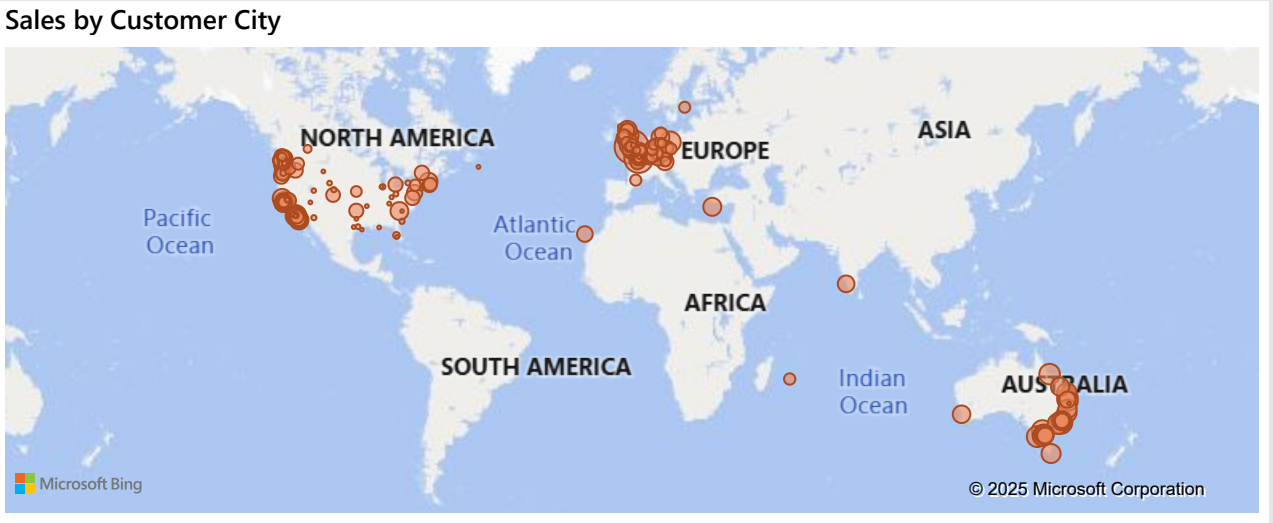 Sales by Customer City
NORTH AMERICA
ASIA
EUROPE
Pacific
Ocean
Atlantic
Ocean
AFRICA
SOUTH AMERICA
Indian
Ocean
AUSTRALIA
Microsoft Bing
© 2025 Microsoft Corporation